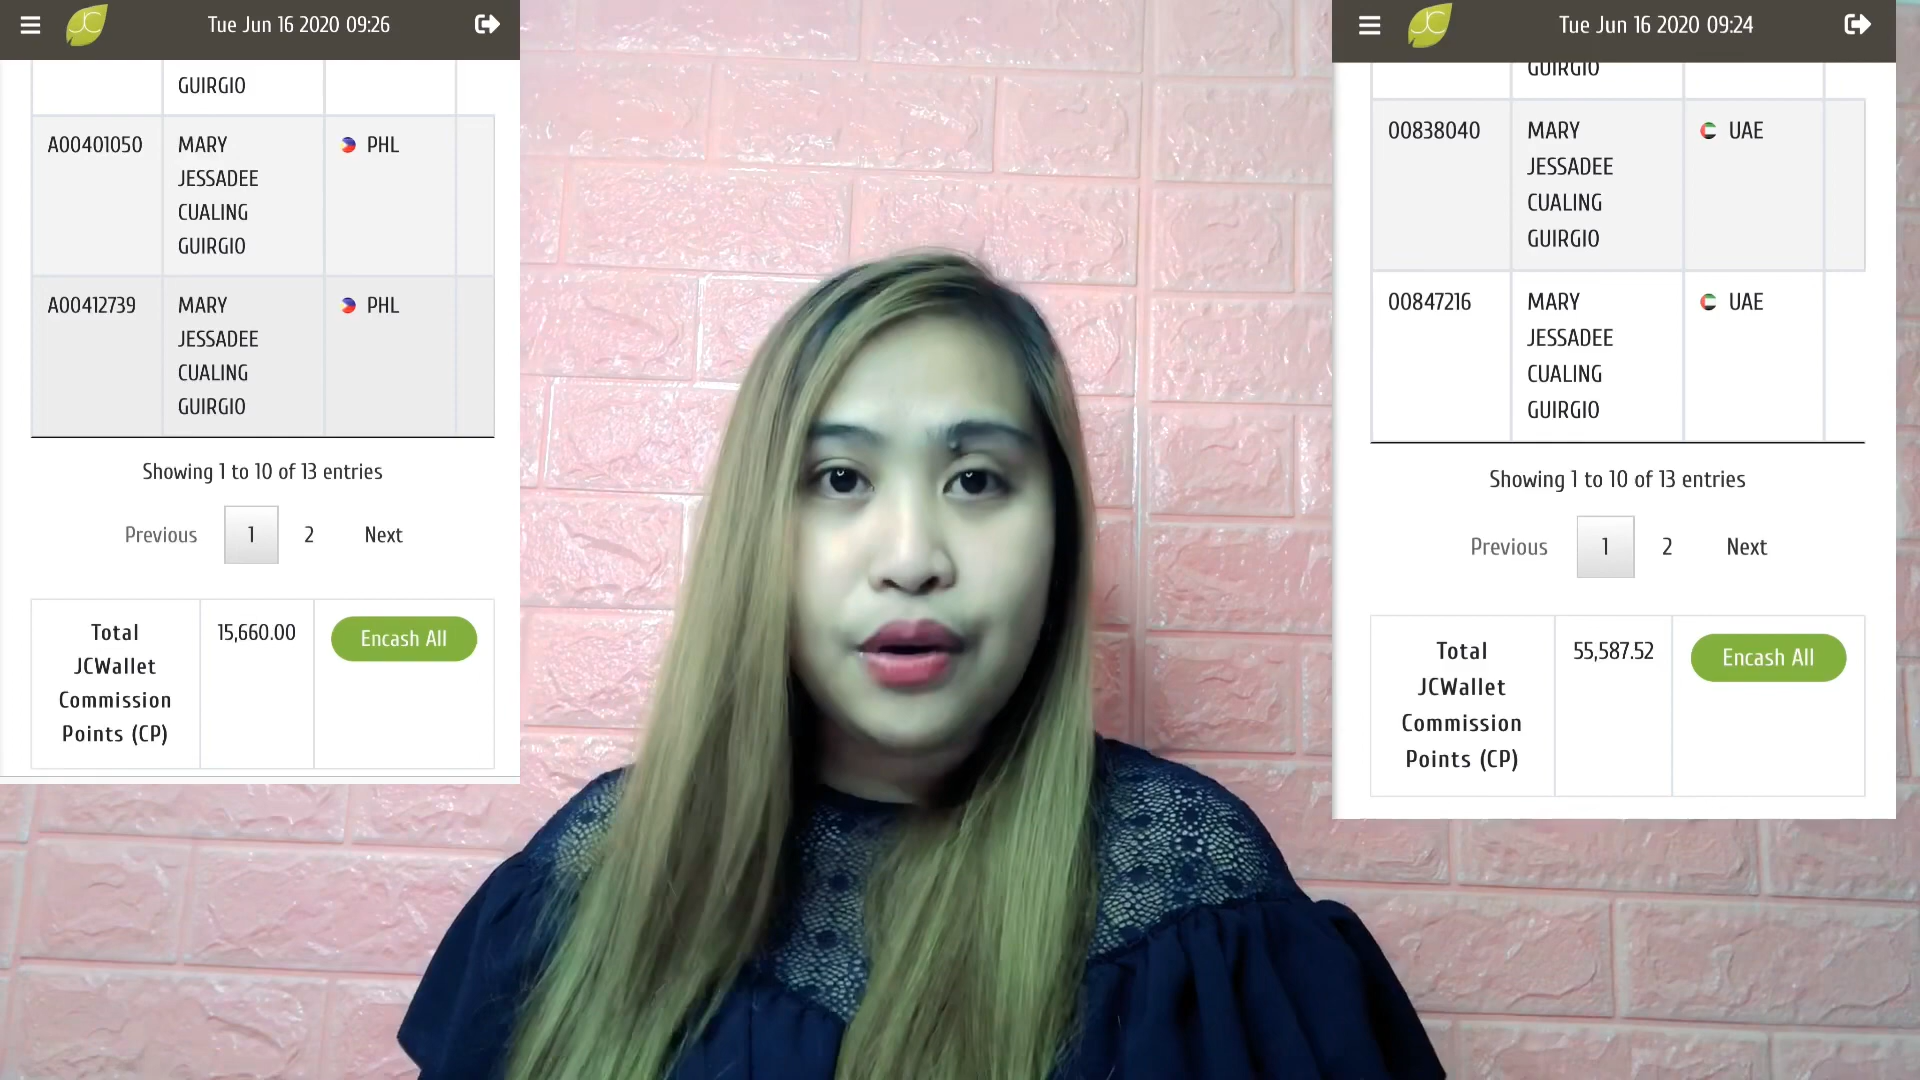 JC
Tue Jun 16 2020 09:26
GUIRGIO
A00401050
MARY
JESSADEE
CUALING
GUIRGIO
PHL
A00412739
MARY
JESSADEE
CUALING
GUIRGIO
PHL
Showing 1 to 10 of 13 entries
Previous 1 2 Next
Total
JCWallet
Commission
Points (CP)
15,660.00
Encash All
JC
Tue Jun 16 2020 09:24
GUIRGIO
00838040
MARY
JESSADEE
CUALING
GUIRGIO
UAE
00847216
MARY
JESSADEE
CUALING
GUIRGIO
UAE
Showing 1 to 10 of 13 entries
Previous 1 2 Next
Total
JCWallet
Commission
Points (CP)
55,587.52
Encash All